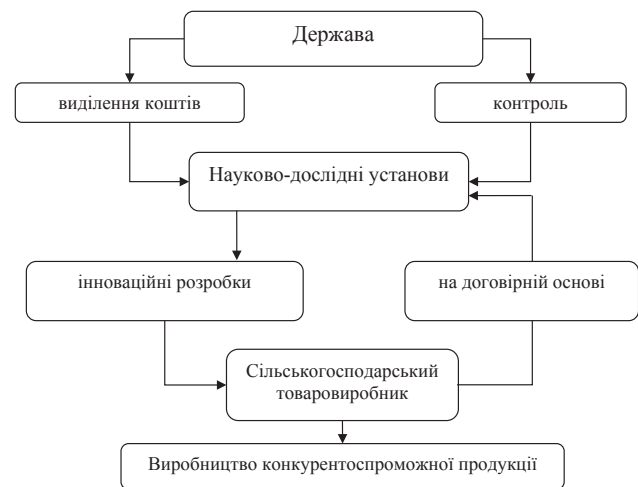 Держава
виділення коштів
контроль
Науково-дослідні установи
інноваційні розробки
на договірній основі
Сільськогосподарський
товаровиробник
Виробництво конкурентоспроможної продукції